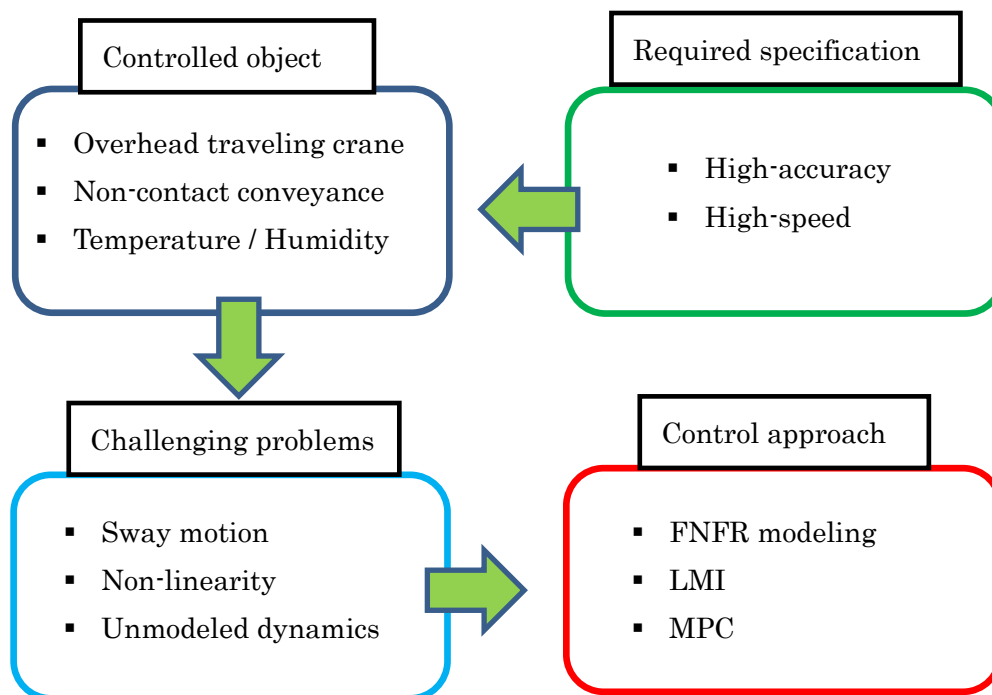 Controlled object
▪ Overhead traveling crane
▪ Non-contact conveyance
▪ Temperature / Humidity
Required specification
▪ High-accuracy
▪ High-speed
Challenging problems
▪ Sway motion
▪ Non-linearity
▪ Unmodeled dynamics
Control approach
▪ FNFR modeling
▪ LMI
▪ MPC